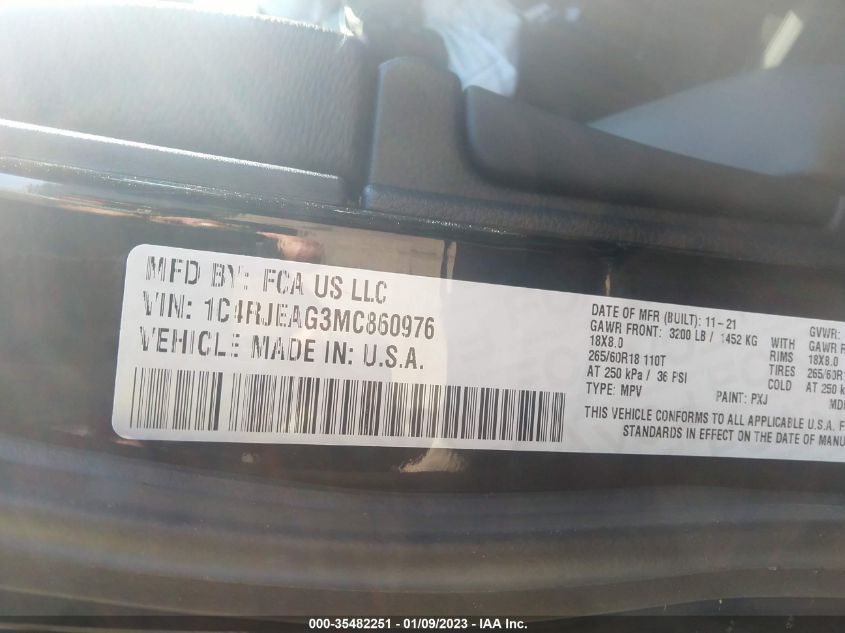 MFD BY: FCA US LLC
VIN: 1C4RJEAG3MC860976
VEHICLE MADE IN: U.S.A.
DATE OF MFR (BUILT): 11-21 GVWR:
GAWR FRONT: 3200 LB / 1452 KG WITH GAWR R
18X8.0 RIMS 18X8.0
265/60R18 110T TIRES 265/60R1
AT 250 kPa / 36 PSI COLD AT 250 k
TYPE: MPV PAINT: PXJ MD
THIS VEHICLE CONFORMS TO ALL APPLICABLE U.S.A. F
STANDARDS IN EFFECT ON THE DATE OF MANU
000-35482251 - 01/09/2023 - IAA Inc.